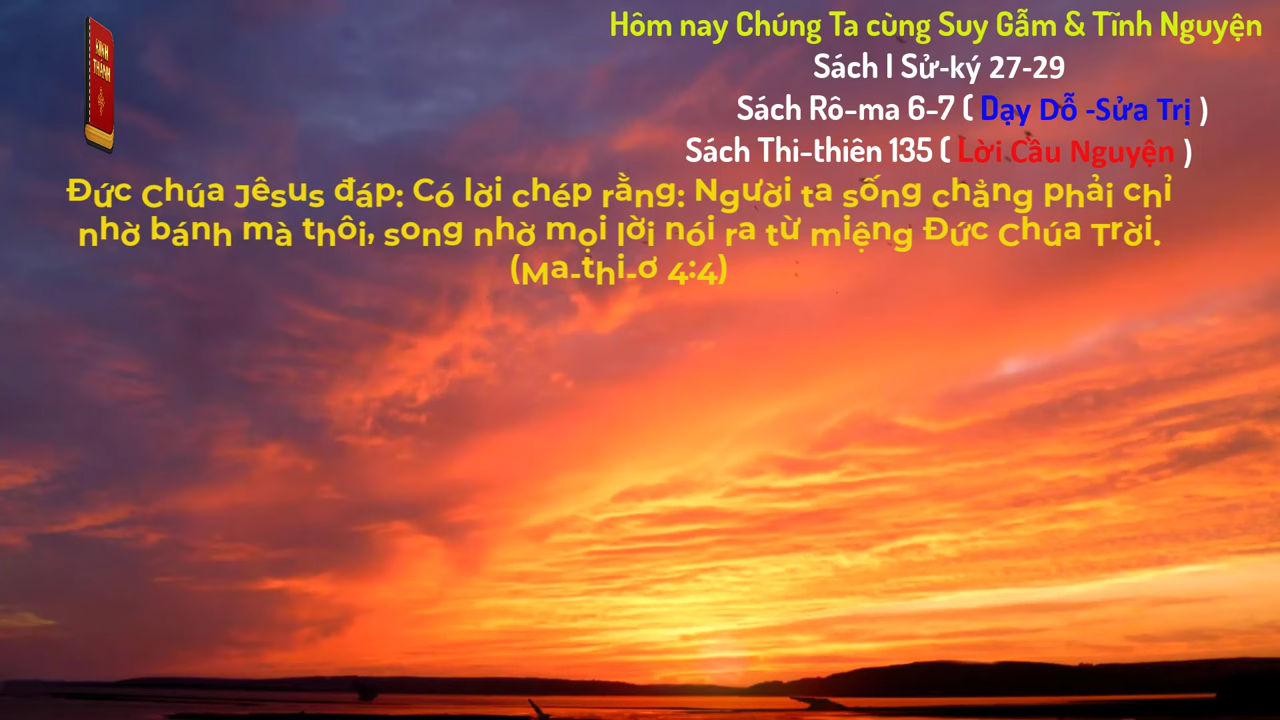 KINH
THÁNH
Hôm nay Chúng Ta cùng Suy Gẫm & Tĩnh Nguyện
Sách I Sử-ký 27-29
Sách Rô-ma 6-7 ( Dạy Dỗ -Sửa Trị )
Sách Thi-thiên 135 ( Lời Cầu Nguyện )
Đức Chúa Jêsus đáp: Có lời chép rằng: Người ta sống chẳng phải chỉ
nhờ bánh mà thôi, song nhờ mọi lời nói ra từ miệng Đức Chúa Trời.
(Ma-thi-ơ 4:4)